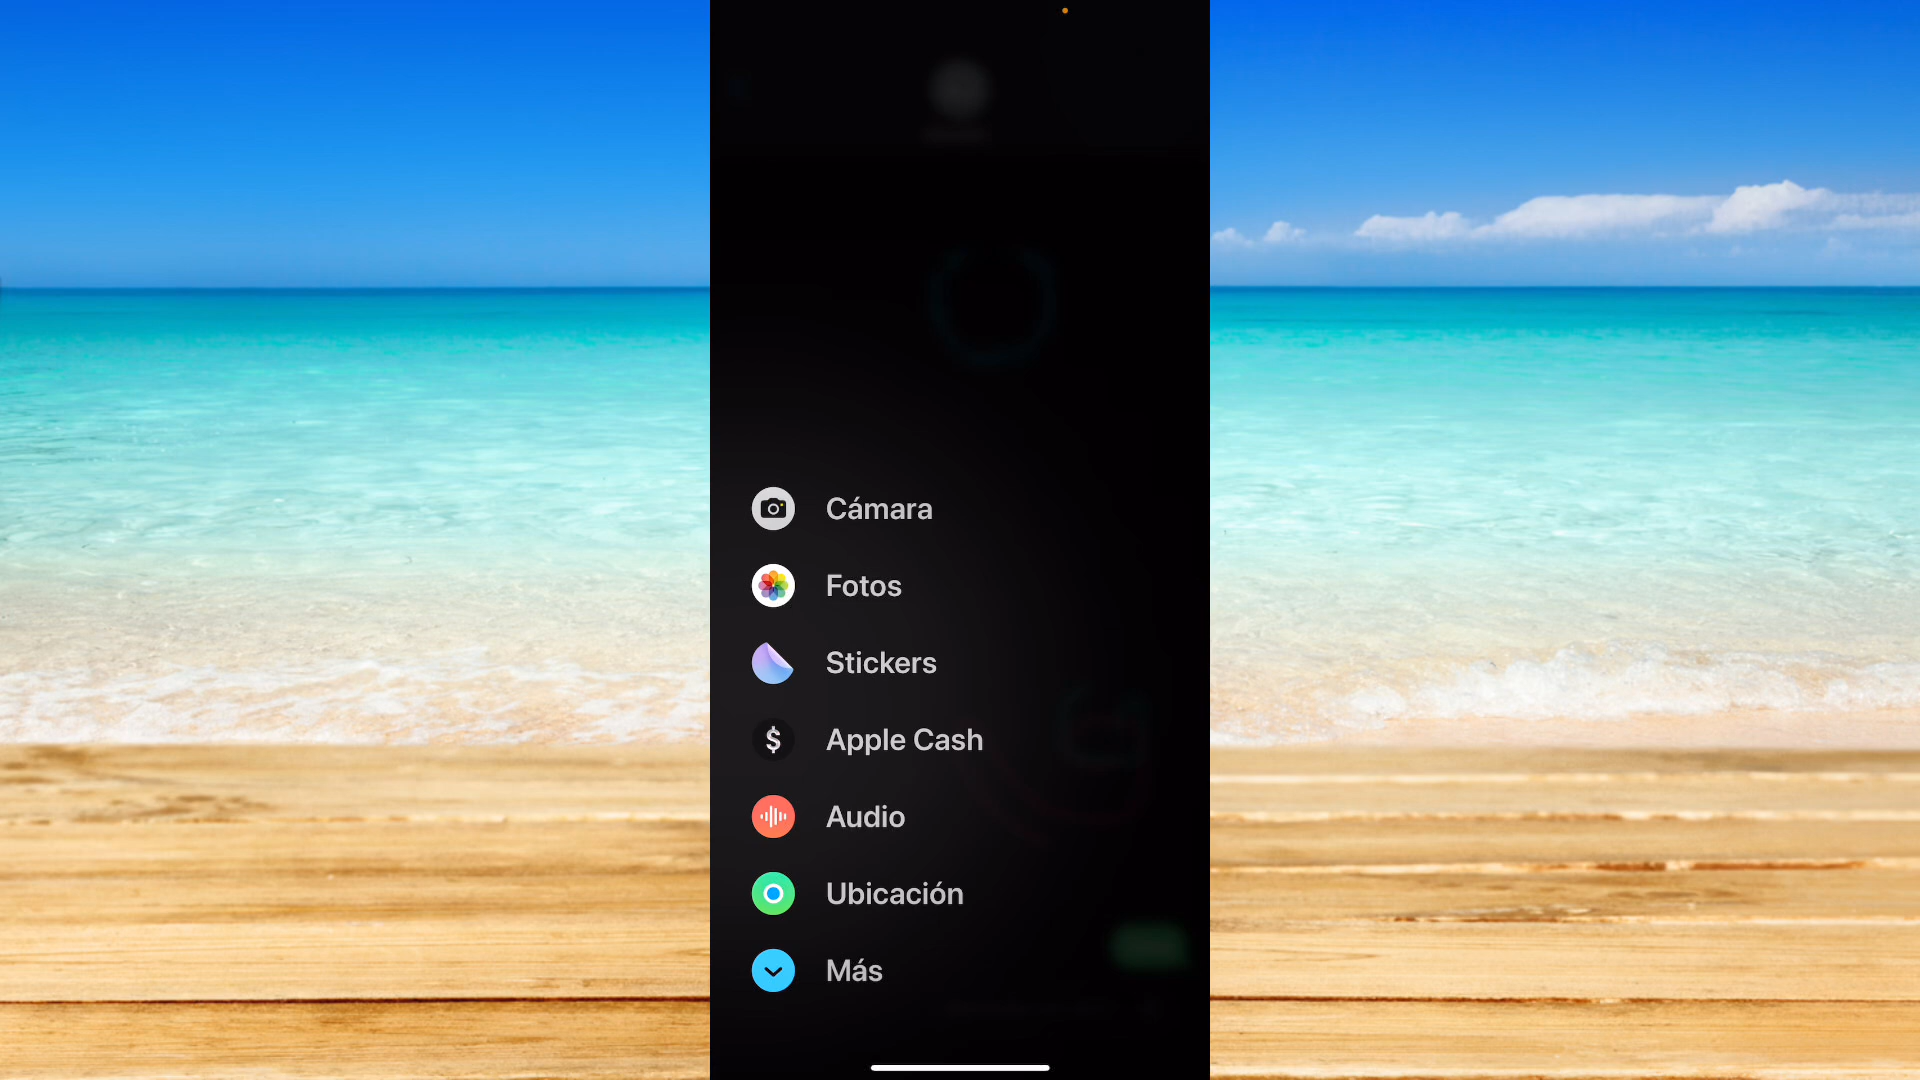 Cámara
Fotos
Stickers
Apple Cash
Audio
Ubicación
Más